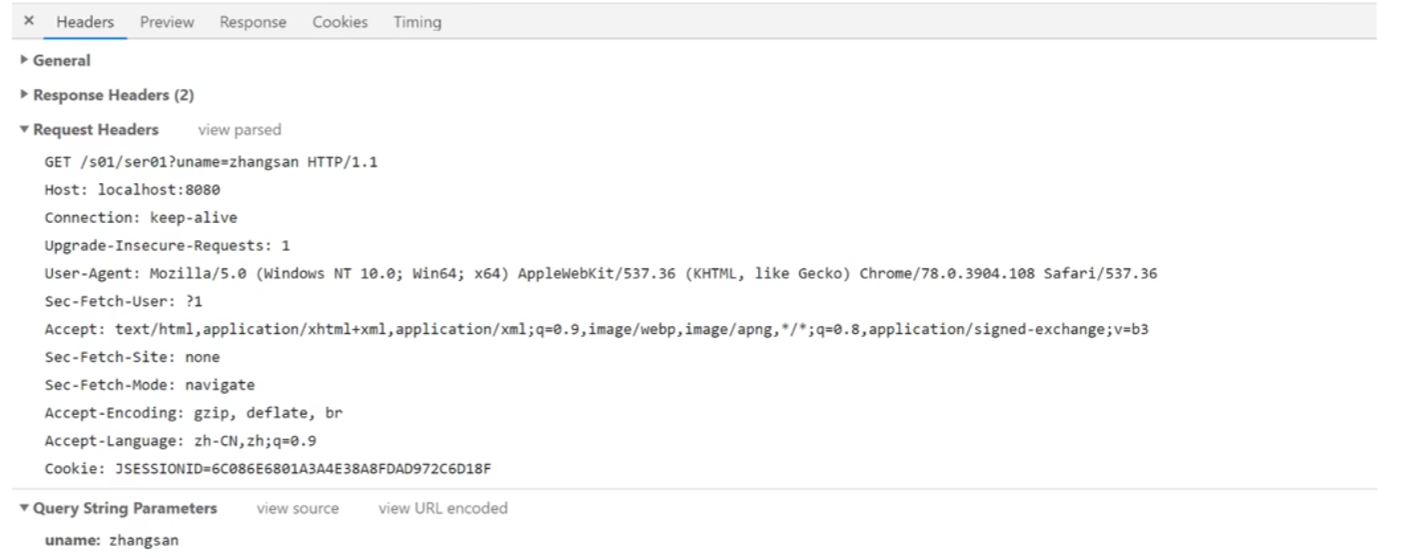 × Headers Preview Response Cookies Timing
General
Response Headers (2)
Request Headers view parsed
GET /s01/ser01?uname=zhangsan HTTP/1.1
Host: localhost:8080
Connection: keep-alive
Upgrade-Insecure-Requests: 1
User-Agent: Mozilla/5.0 (Windows NT 10.0; Win64; x64) AppleWebKit/537.36 (KHTML, like Gecko) Chrome/78.0.3904.108 Safari/537.36
Sec-Fetch-User: ?1
Accept: text/html,application/xhtml+xml,application/xml;q=0.9,image/webp,image/apng,*/*;q=0.8,application/signed-exchange;v=b3
Sec-Fetch-Site: none
Sec-Fetch-Mode: navigate
Accept-Encoding: gzip, deflate, br
Accept-Language: zh-CN,zh;q=0.9
Cookie: JSESSIONID=6C086E6801A3A4E38A8FDAD972C6D18F
Query String Parameters view source view URL encoded
uname: zhangsan